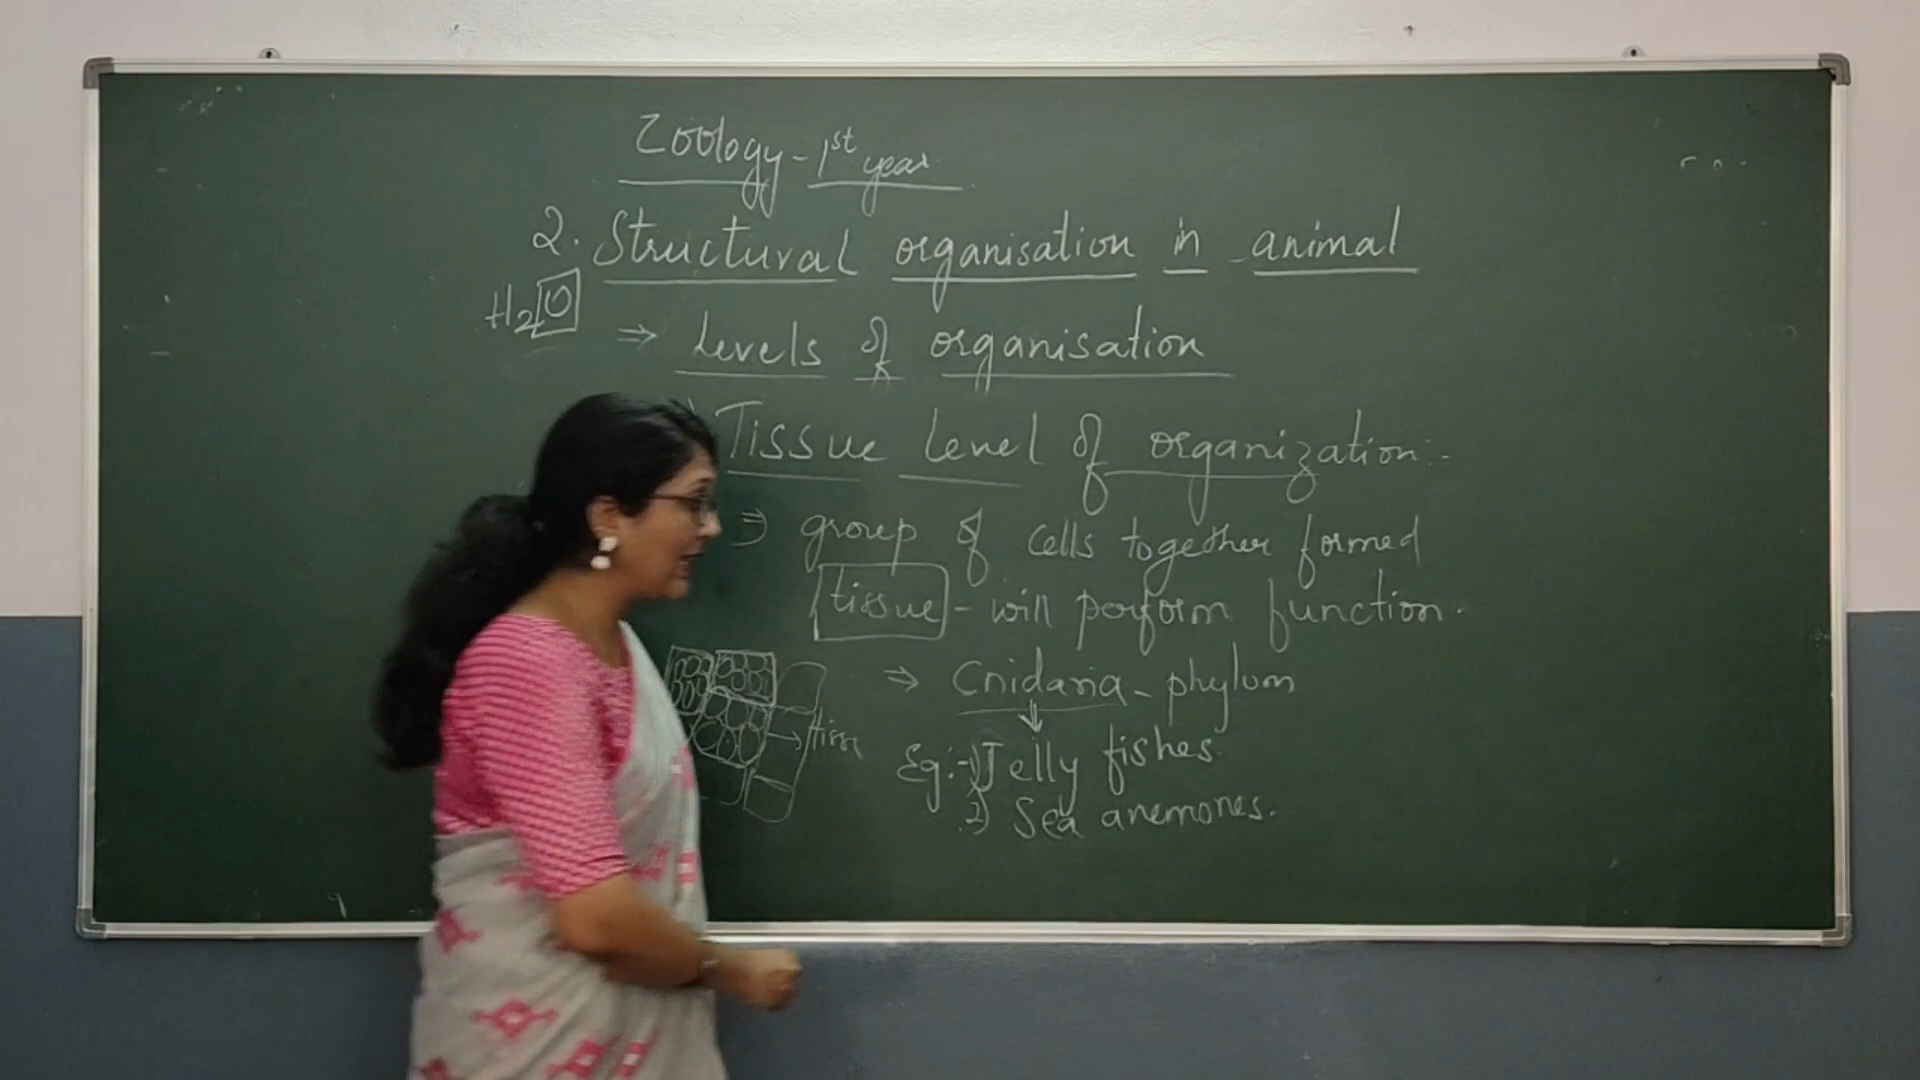 Zoology - 1st year
2. Structural organisation in animal
H2O
⇒ Levels of organisation
Tissue level of organization:-
⇒ group of cells together formed
tissue - will perform function.
⇒ Cnidaria - phylum
Eg:- 1) Jelly fishes.
2) Sea anemones.